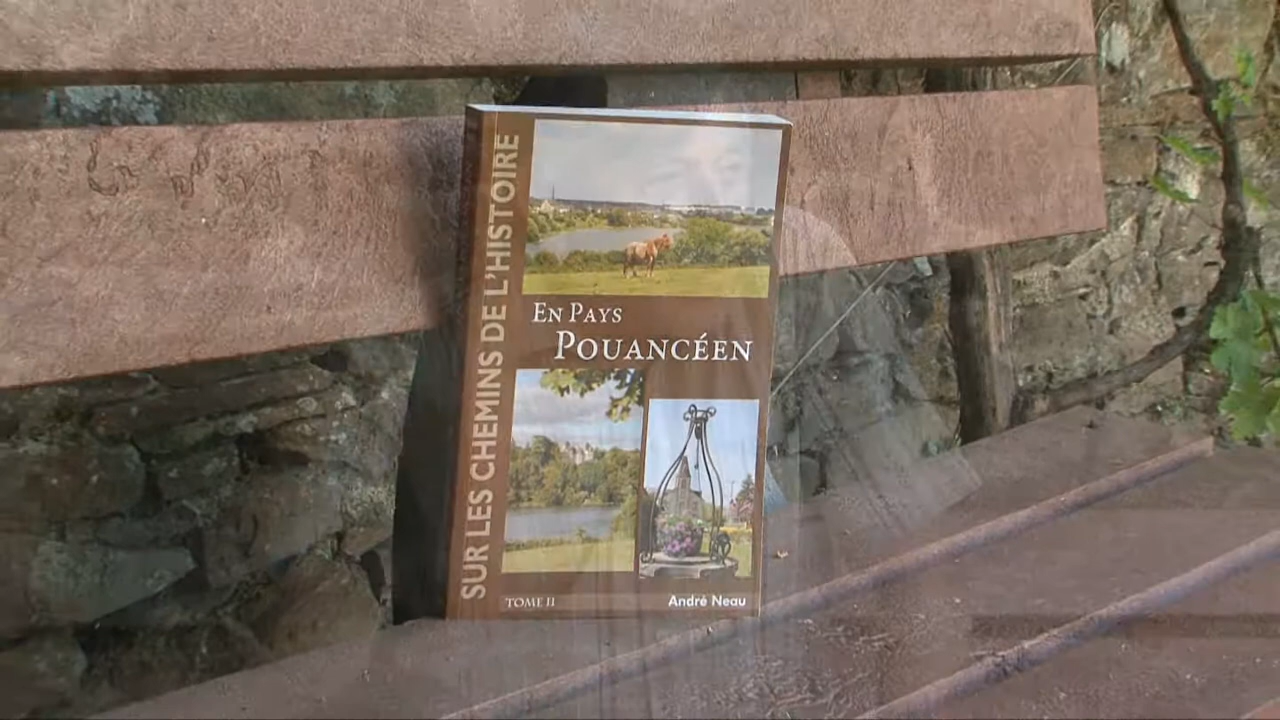 SUR LES CHEMINS DE L'HISTOIRE
EN PAYS
POUANCÉEN
TOME II
André Neau